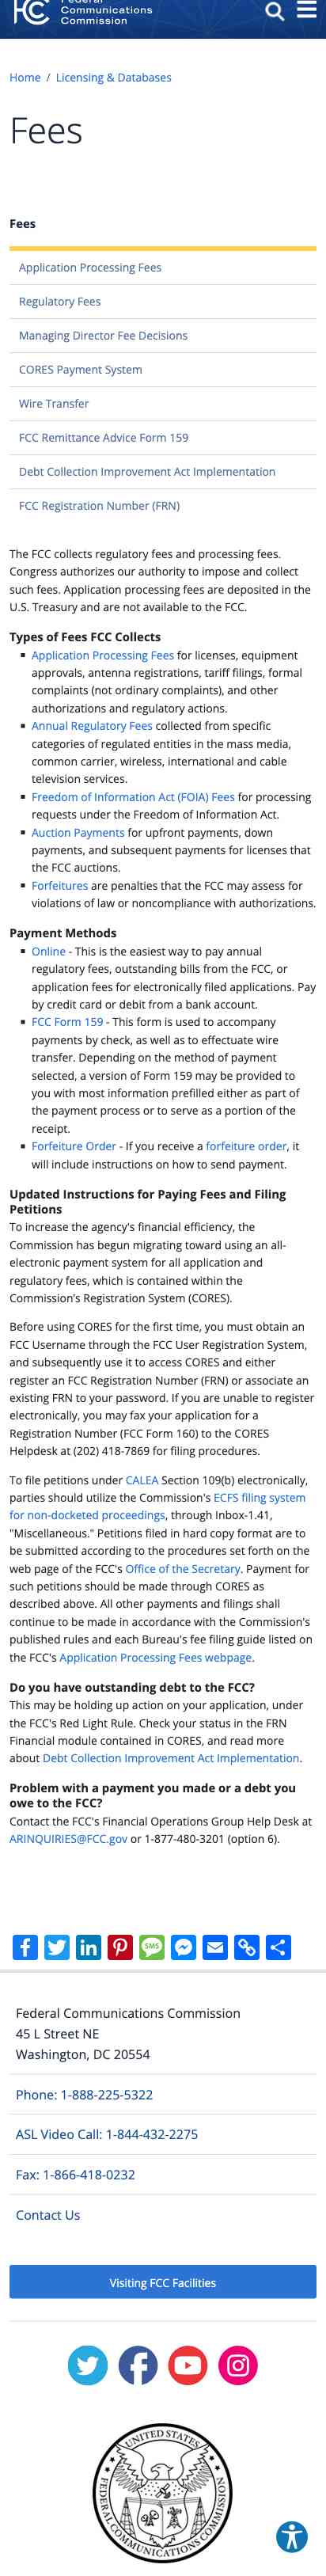 Federal
Communications
Commission
Home / Licensing & Databases
Fees
Fees
Application Processing Fees
Regulatory Fees
Managing Director Fee Decisions
CORES Payment System
Wire Transfer
FCC Remittance Advice Form 159
Debt Collection Improvement Act Implementation
FCC Registration Number (FRN)
The FCC collects regulatory fees and processing fees.
Congress authorizes our authority to impose and collect
such fees. Application processing fees are deposited in the
U.S. Treasury and are not available to the FCC.
Types of Fees FCC Collects
▪ Application Processing Fees for licenses, equipment
approvals, antenna registrations, tariff filings, formal
complaints (not ordinary complaints), and other
authorizations and regulatory actions.
▪ Annual Regulatory Fees collected from specific
categories of regulated entities in the mass media,
common carrier, wireless, international and cable
television services.
▪ Freedom of Information Act (FOIA) Fees for processing
requests under the Freedom of Information Act.
▪ Auction Payments for upfront payments, down
payments, and subsequent payments for licenses that
the FCC auctions.
▪ Forfeitures are penalties that the FCC may assess for
violations of law or noncompliance with authorizations.
Payment Methods
▪ Online - This is the easiest way to pay annual
regulatory fees, outstanding bills from the FCC, or
application fees for electronically filed applications. Pay
by credit card or debit from a bank account.
▪ FCC Form 159 - This form is used to accompany
payments by check, as well as to effectuate wire
transfer. Depending on the method of payment
selected, a version of Form 159 may be provided to
you with most information prefilled either as part of
the payment process or to serve as a portion of the
receipt.
▪ Forfeiture Order - If you receive a forfeiture order, it
will include instructions on how to send payment.
Updated Instructions for Paying Fees and Filing
Petitions
To increase the agency's financial efficiency, the
Commission has begun migrating toward using an all-
electronic payment system for all application and
regulatory fees, which is contained within the
Commission's Registration System (CORES).
Before using CORES for the first time, you must obtain an
FCC Username through the FCC User Registration System,
and subsequently use it to access CORES and either
register an FCC Registration Number (FRN) or associate an
existing FRN to your password. If you are unable to register
electronically, you may fax your application for a
Registration Number (FCC Form 160) to the CORES
Helpdesk at (202) 418-7869 for filing procedures.
To file petitions under CALEA Section 109(b) electronically,
parties should utilize the Commission's ECFS filing system
for non-docketed proceedings, through Inbox-1.41,
"Miscellaneous." Petitions filed in hard copy format are to
be submitted according to the procedures set forth on the
web page of the FCC's Office of the Secretary. Payment for
such petitions should be made through CORES as
described above. All other payments and filings shall
continue to be made in accordance with the Commission's
published rules and each Bureau's fee filing guide listed on
the FCC's Application Processing Fees webpage.
Do you have outstanding debt to the FCC?
This may be holding up action on your application, under
the FCC's Red Light Rule. Check your status in the FRN
Financial module contained in CORES, and read more
about Debt Collection Improvement Act Implementation.
Problem with a payment you made or a debt you
owe to the FCC?
Contact the FCC's Financial Operations Group Help Desk at
ARINQUIRIES@FCC.gov or 1-877-480-3201 (option 6).
SMS
Federal Communications Commission
45 L Street NE
Washington, DC 20554
Phone: 1-888-225-5322
ASL Video Call: 1-844-432-2275
Fax: 1-866-418-0232
Contact Us
Visiting FCC Facilities
UNITED STATES
FEDERAL COMMUNICATIONS COMMISSION